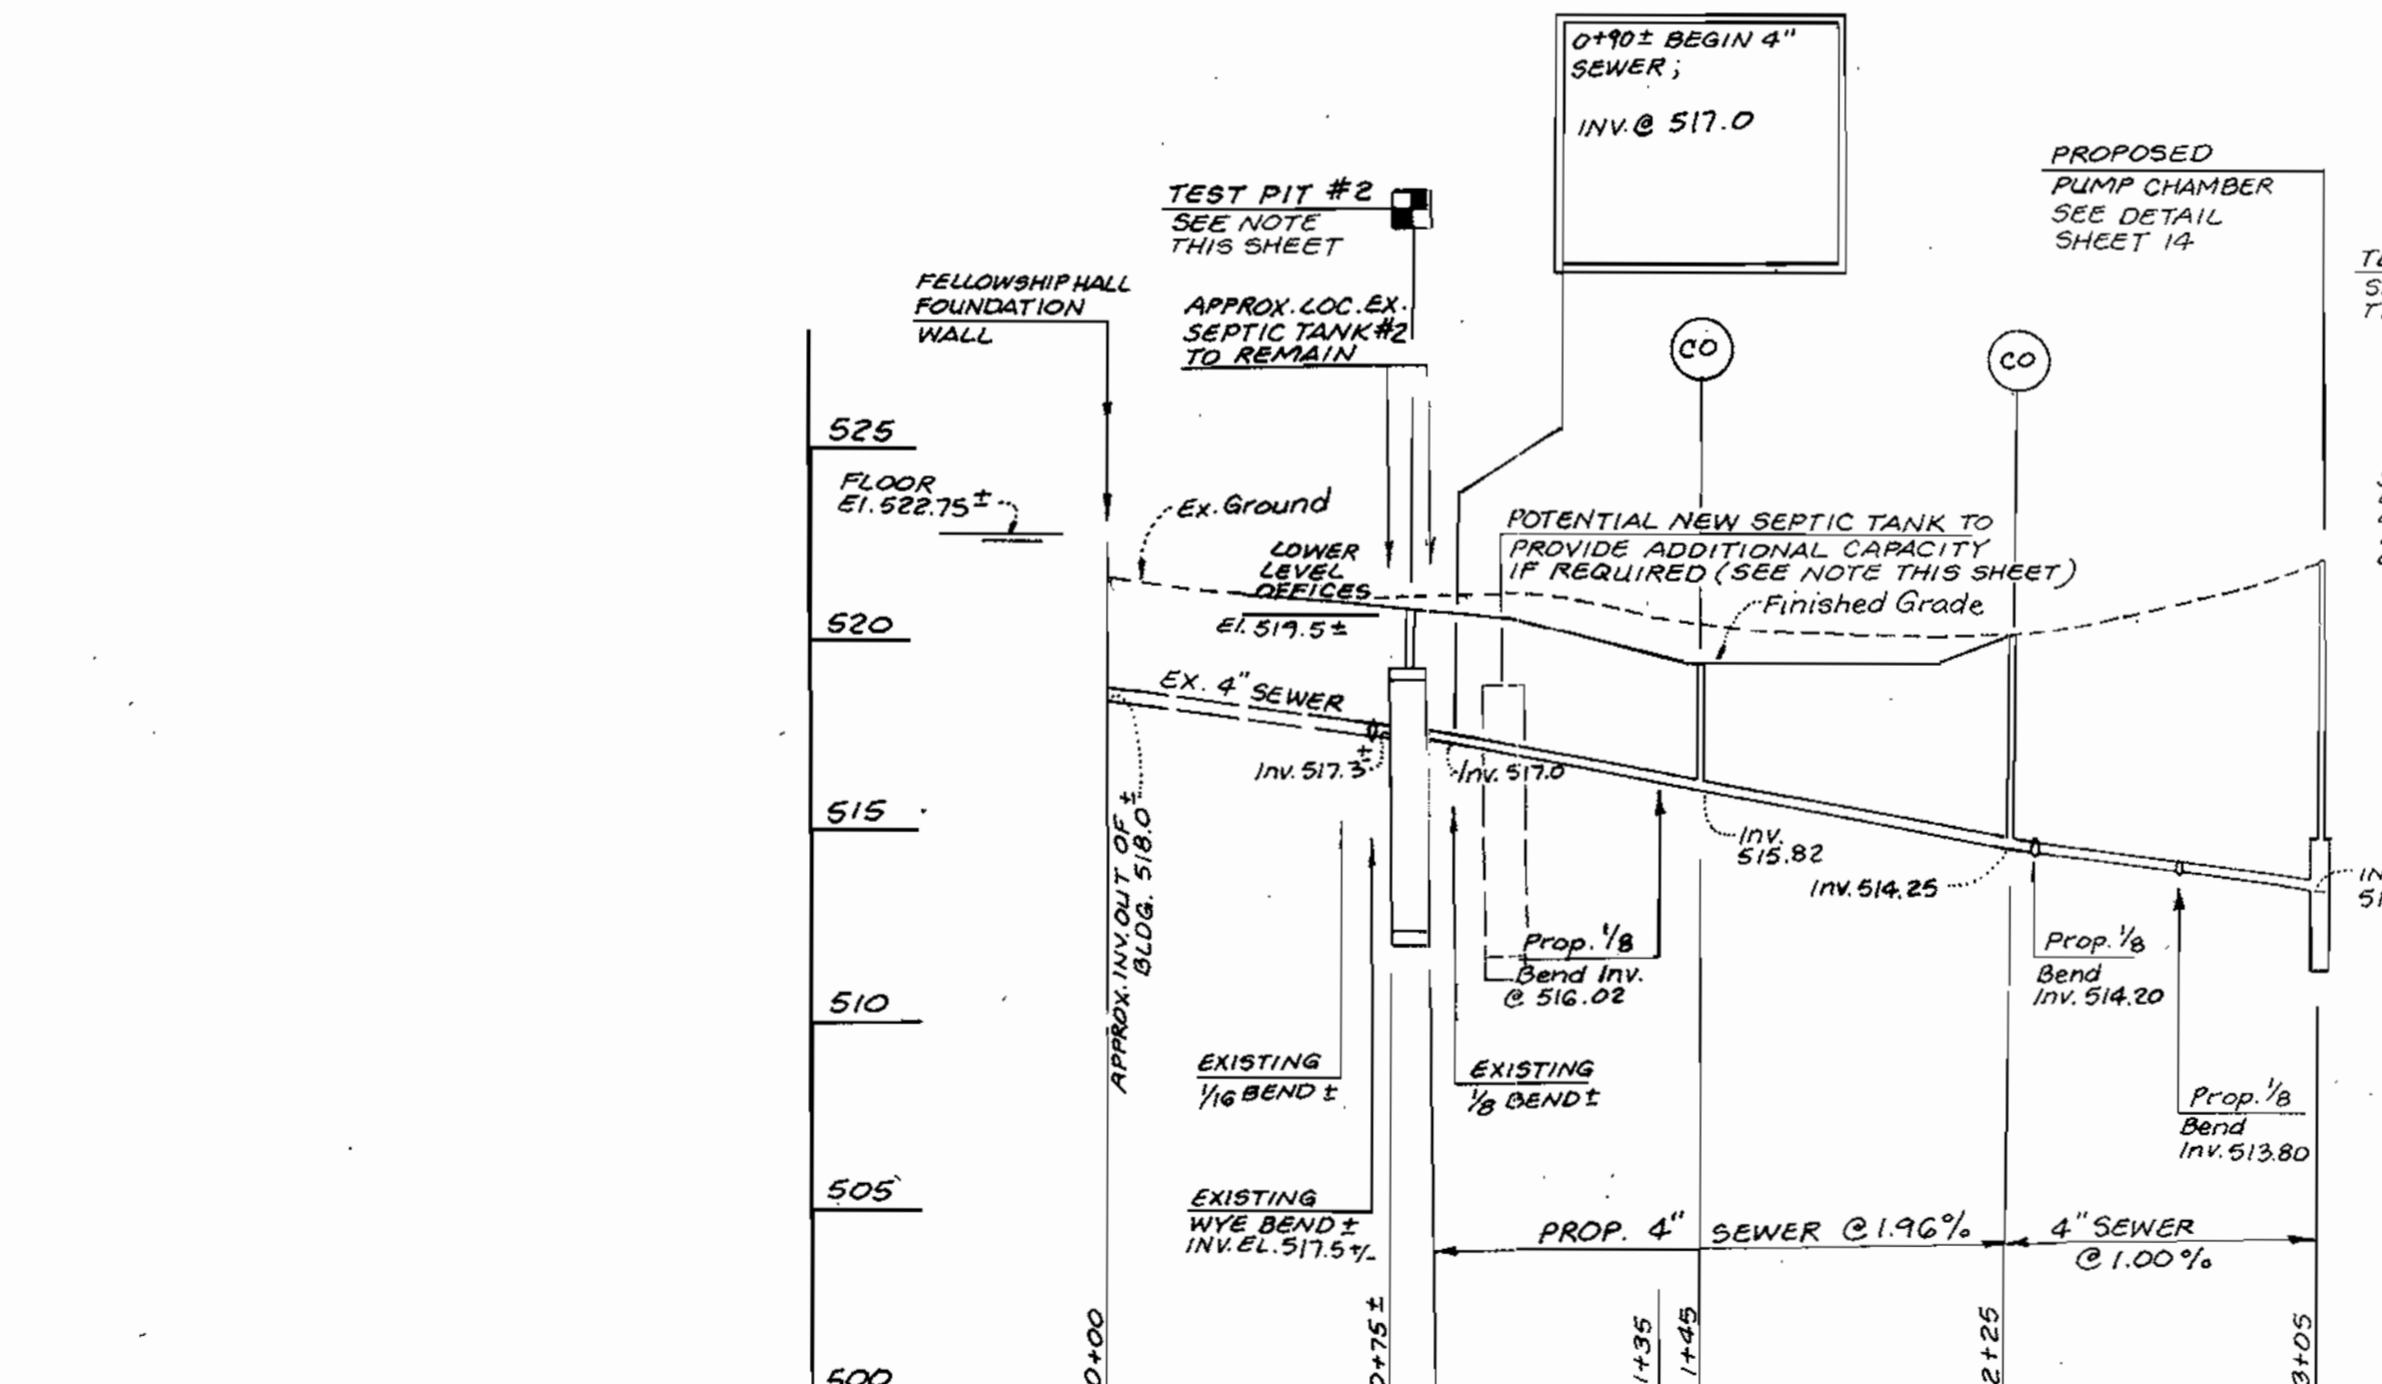 0+90± BEGIN 4"
SEWER;
INV.@ 517.0
PROPOSED
PUMP CHAMBER
SEE DETAIL
SHEET 14
TEST PIT #2
SEE NOTE
THIS SHEET
FELLOWSHIP HALL
FOUNDATION
WALL
APPROX. LOC. EX.
SEPTIC TANK #2
TO REMAIN
CO
CO
525
FLOOR
El. 522.75±
Ex. Ground
LOWER
LEVEL
OFFICES
El. 519.5±
POTENTIAL NEW SEPTIC TANK TO
PROVIDE ADDITIONAL CAPACITY
IF REQUIRED (SEE NOTE THIS SHEET)
Finished Grade
520
EX. 4" SEWER
Inv. 517.3±
Inv. 517.0
515
APPROX. INV. OUT OF
BLDG. 518.0±
Inv.
515.82
Inv. 514.25
Prop. 1/8
Bend Inv.
@ 516.02
Prop. 1/8
Bend
Inv. 514.20
510
EXISTING
1/16 BEND ±
EXISTING
1/8 BEND ±
Prop. 1/8
Bend
Inv. 513.80
505
EXISTING
WYE BEND ±
INV. EL. 517.5 +/-
PROP. 4" SEWER @ 1.96%
4" SEWER
@ 1.00%
500
0+00
0+75±
1+35
1+45
2+25
3+05